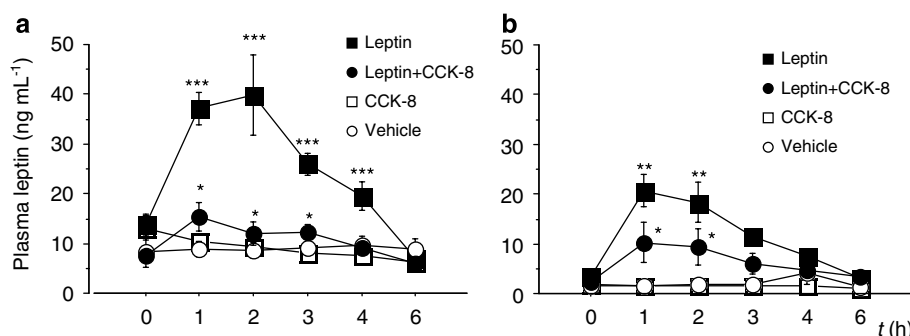 a
Plasma leptin (ng mL-1)
50
40
30
20
10
0
***
***
***
***
*
*
*
Leptin
Leptin+CCK-8
CCK-8
Vehicle
0 1 2 3 4 6
b
50
40
30
20
10
0
**
**
*
*
Leptin
Leptin+CCK-8
CCK-8
Vehicle
0 1 2 3 4 6 t (h)